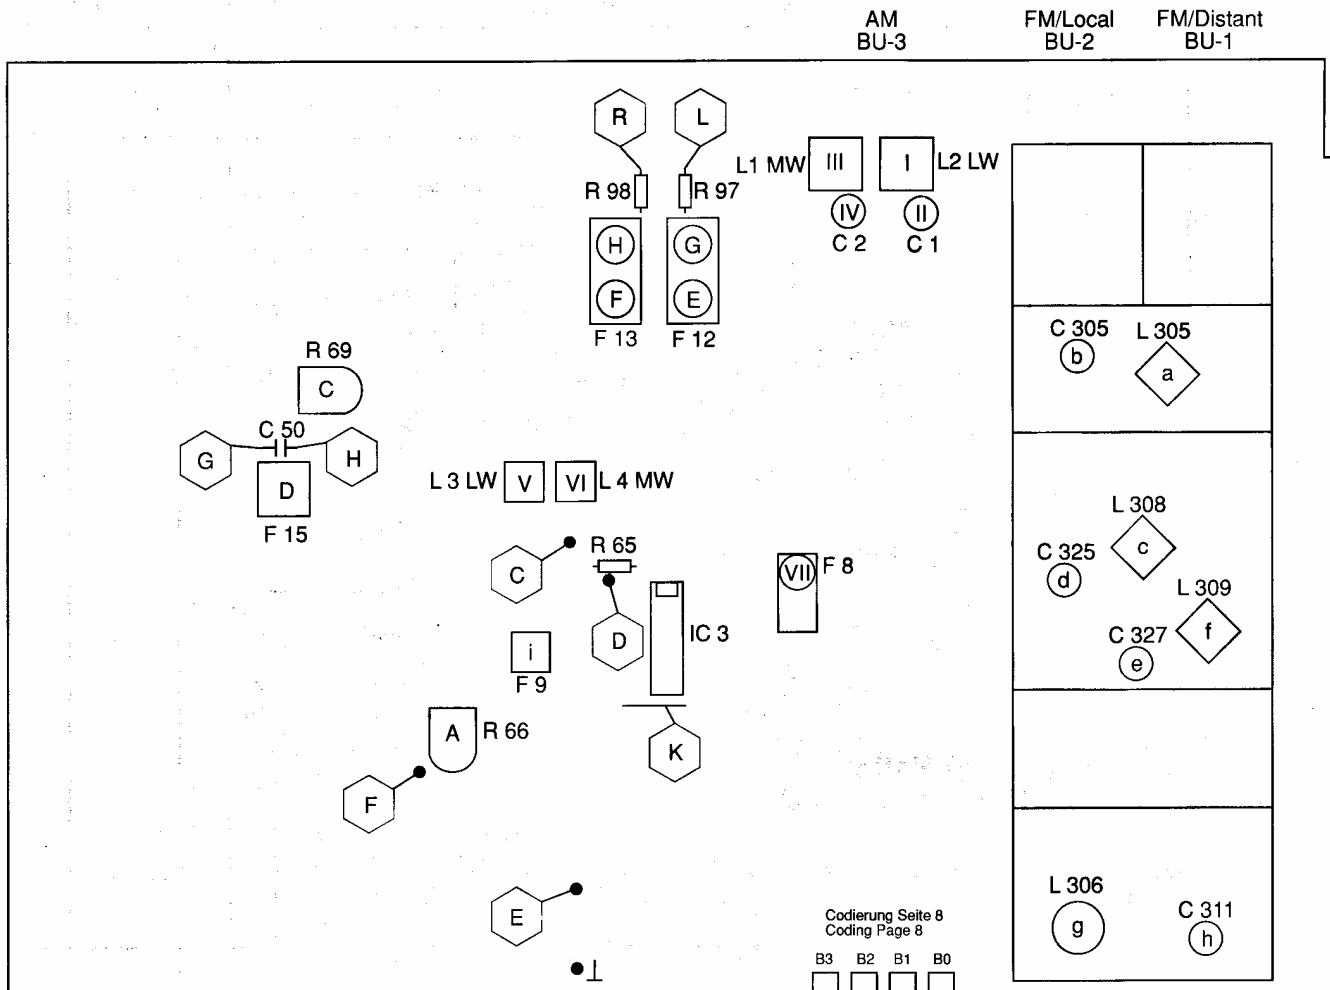 AM FM/Local FM/Distant
BU-3 BU-2 BU-1
R L
L1 MW III I L2 LW
R 98 R 97
IV II
C 2 C 1
H G
F E
F 13 F 12
C 305 L 305
b a
R 69
C
C 50
G H
D
F 15
L 3 LW V VI L 4 MW
L 308
C 325 c
d
R 65
C
VII F 8
L 309
C 327 f
e
D IC 3
i
F 9
A R 66
K
F
L 306
g
C 311
h
E
Codierung Seite 8
Coding Page 8
B3 B2 B1 B0